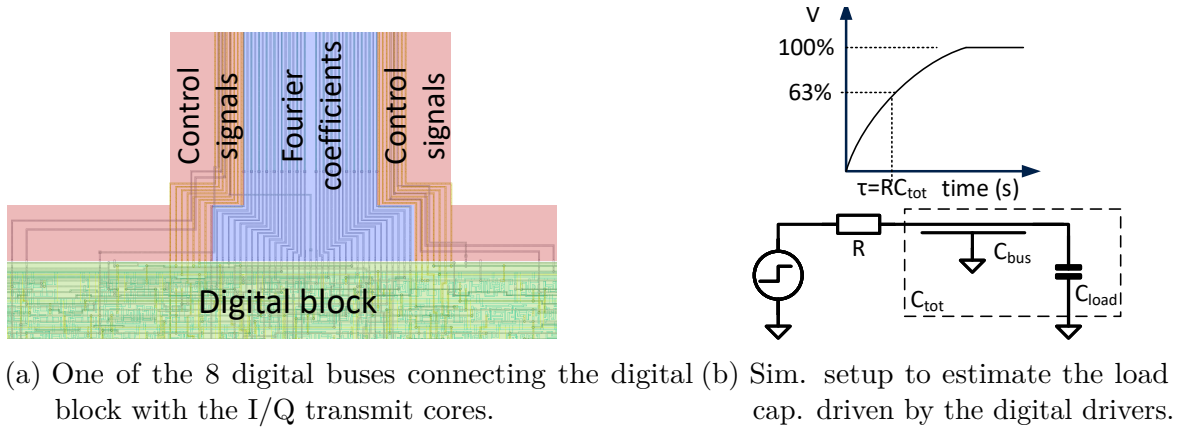 Control
signals
Fourier
coefficients
Control
signals
Digital block
V
100%
63%
τ=RCtot
time (s)
R
Cbus
Cload
Ctot
(a) One of the 8 digital buses connecting the digital
block with the I/Q transmit cores.
(b) Sim. setup to estimate the load
cap. driven by the digital drivers.